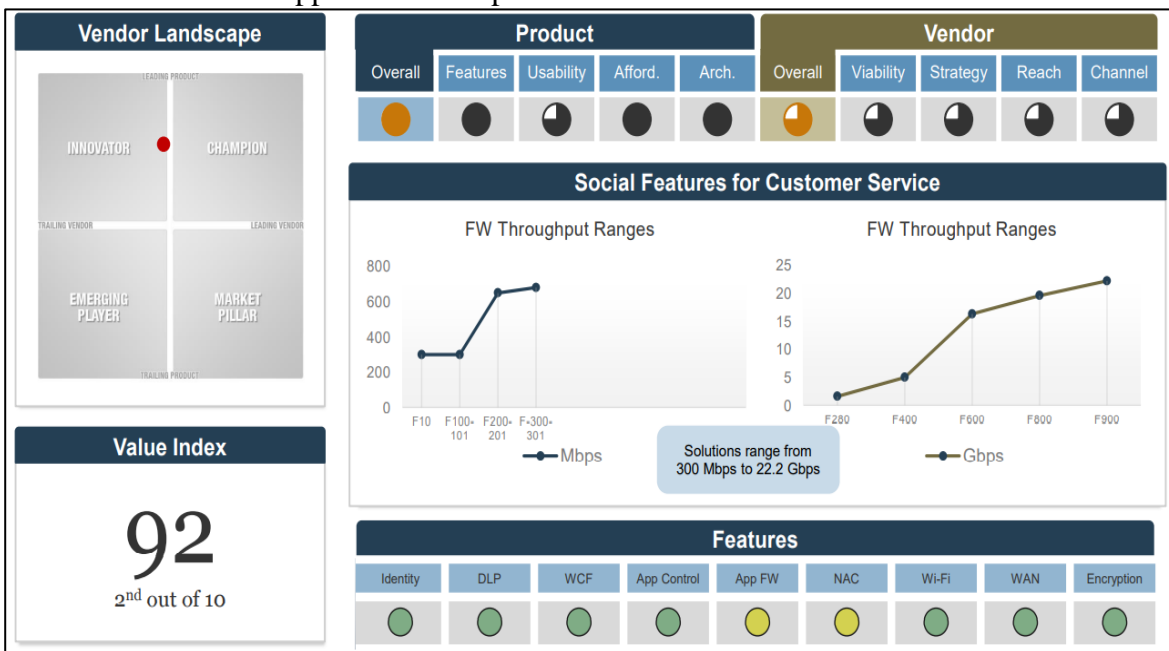 Vendor Landscape
LEADING PRODUCT
INNOVATOR
CHAMPION
TRAILING VENDOR
LEADING VENDOR
EMERGING
PLAYER
MARKET
PILLAR
TRAILING PRODUCT
Value Index
92
2nd out of 10
Product
Vendor
Overall Features Usability Afford. Arch.
Overall Viability Strategy Reach Channel
Social Features for Customer Service
FW Throughput Ranges
800
600
400
200
0
F10 F100-101 F200-201 F-300-301
Mbps
FW Throughput Ranges
25
20
15
10
5
0
F280 F400 F600 F800 F900
Gbps
Solutions range from
300 Mbps to 22.2 Gbps
Features
Identity DLP WCF App Control App FW NAC Wi-Fi WAN Encryption